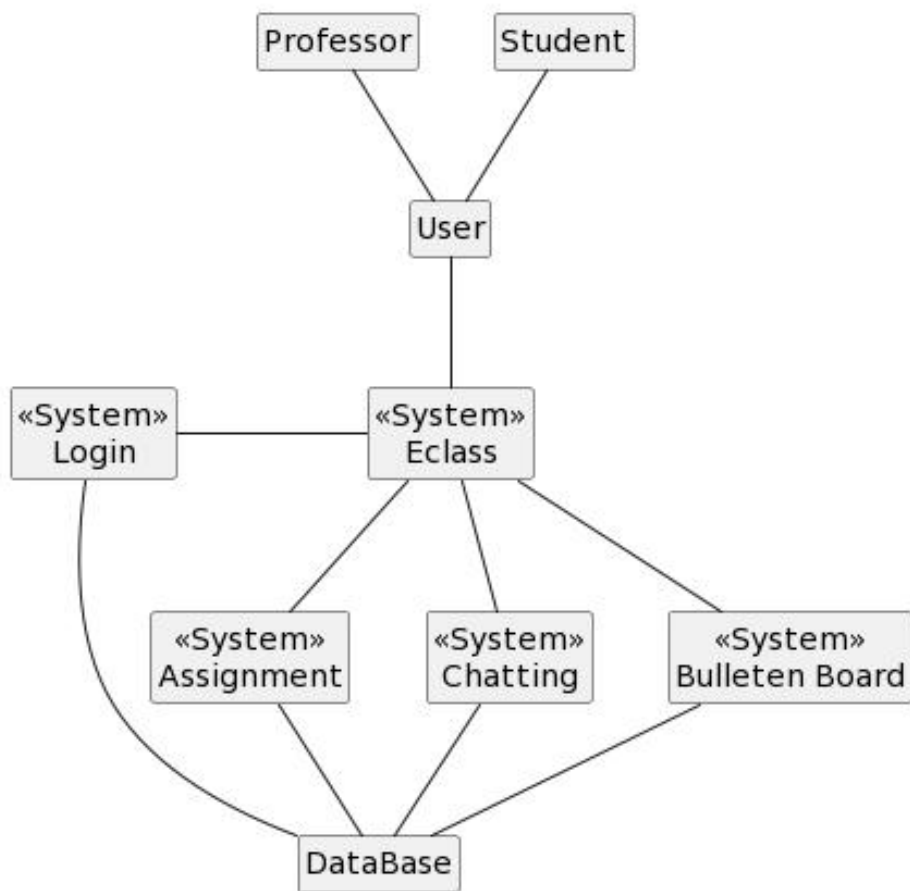 Professor
Student
User
«System»
Login
«System»
Eclass
«System»
Assignment
«System»
Chatting
«System»
Bulleten Board
DataBase